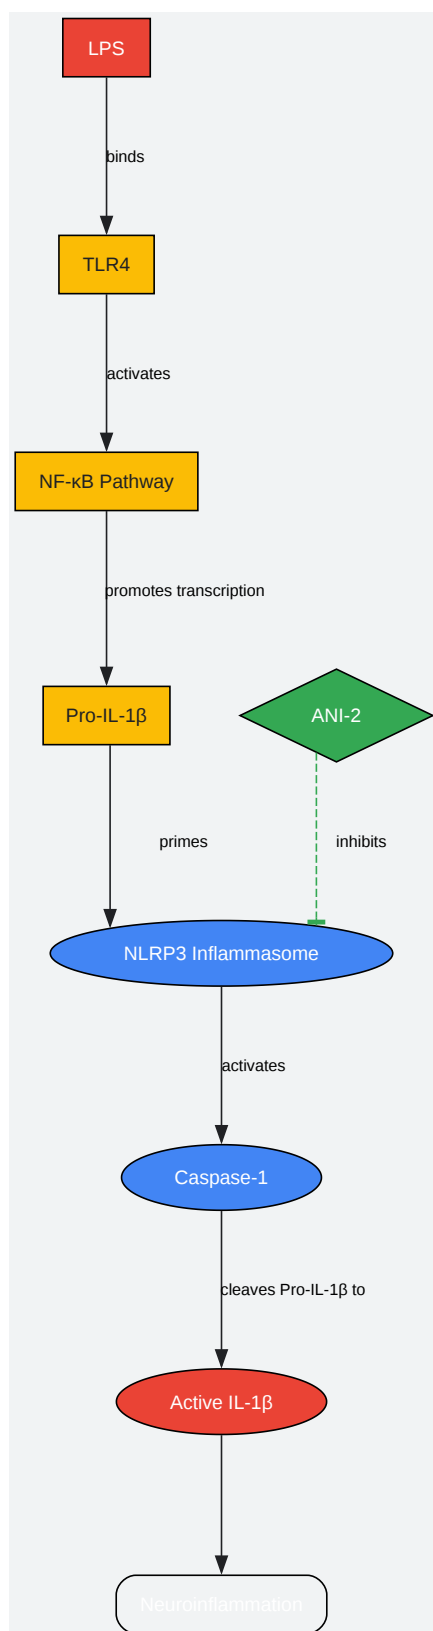 LPS
binds
TLR4
activates
NF-κB Pathway
promotes transcription
Pro-IL-1β
ANI-2
primes
inhibits
NLRP3 Inflammasome
activates
Caspase-1
cleaves Pro-IL-1β to
Active IL-1β
Neuroinflammation